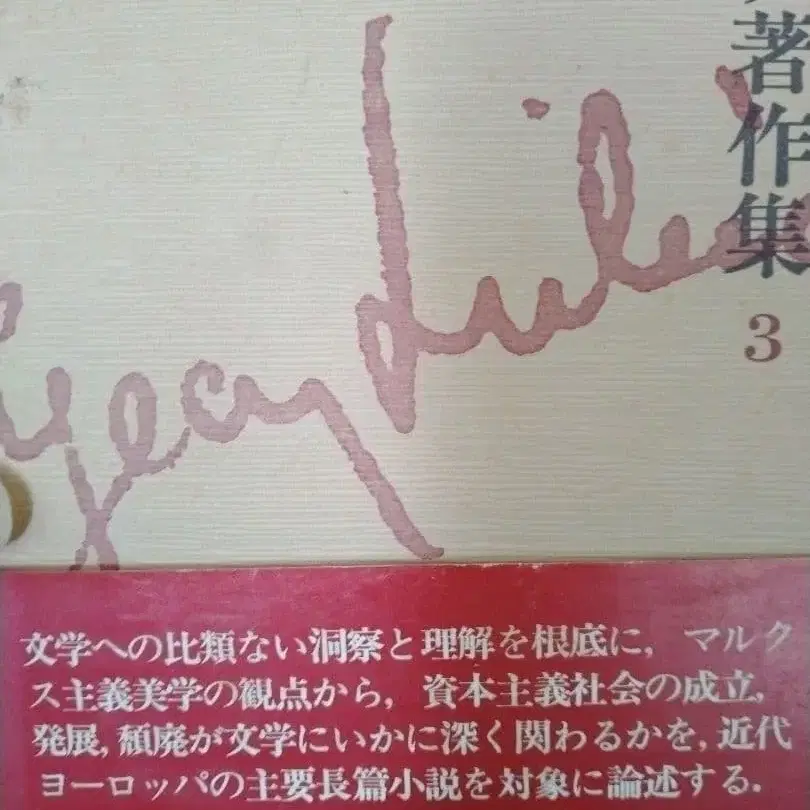 著作集
3
文学への比類ない洞察と理解を根底に，マルク
ス主義美学の観点から，資本主義社会の成立，
発展，頽廃が文学にいかに深く関わるかを，近代
ヨーロッパの主要長篇小説を対象に論述する．